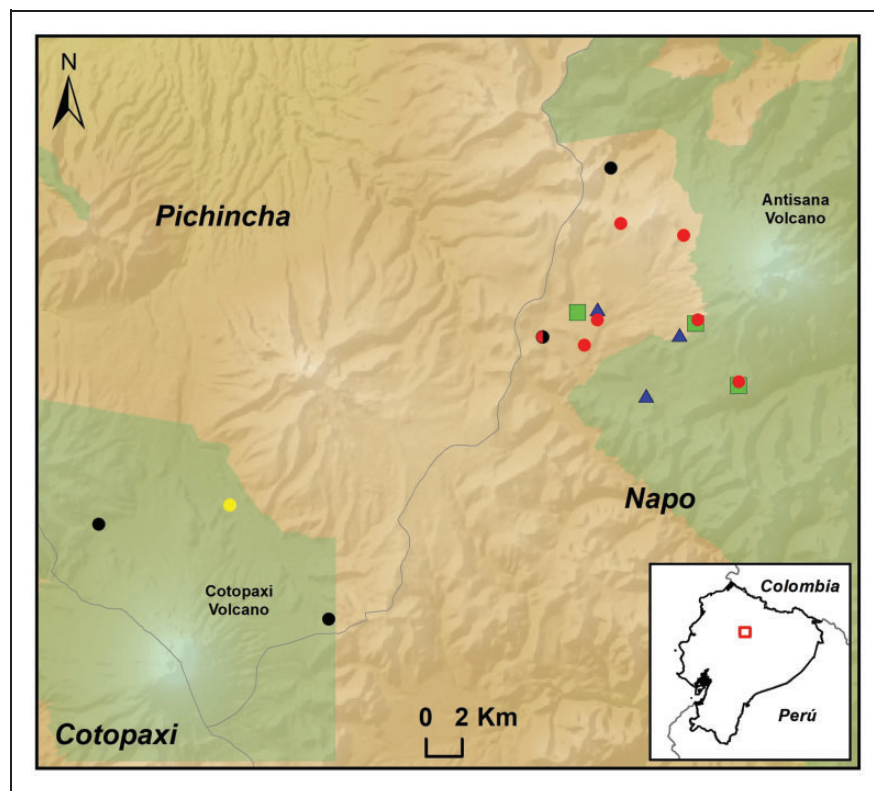 N
Pichincha
Antisana
Volcano
Napo
Cotopaxi
Volcano
Cotopaxi
0 2 Km
Colombia
Perú